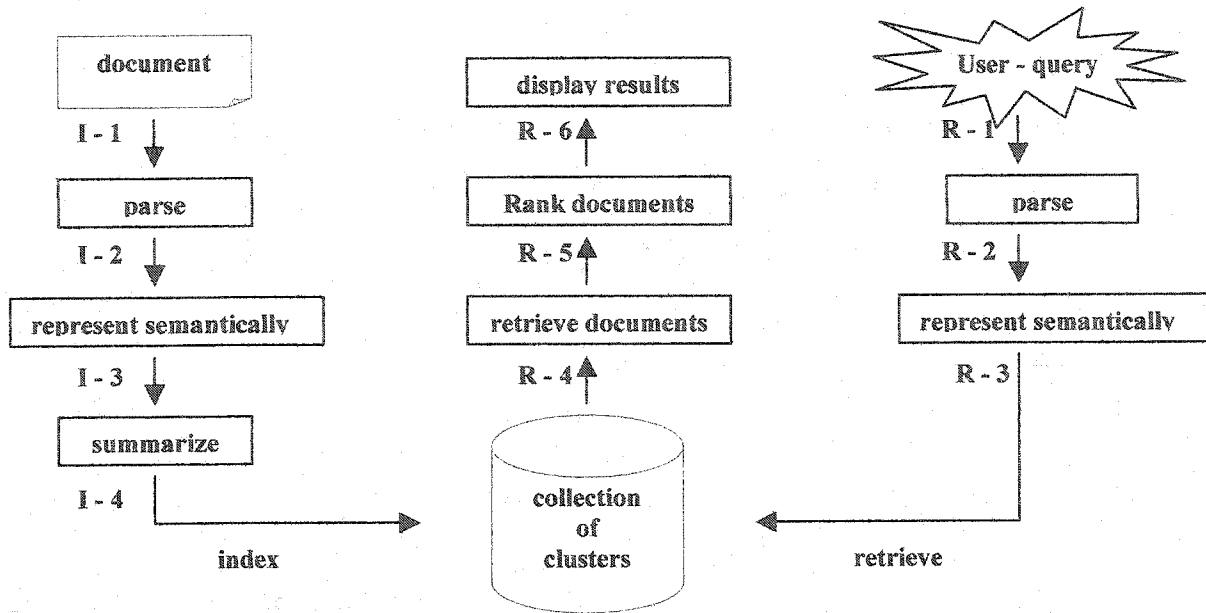 document
I - 1
parse
I - 2
represent semantically
I - 3
summarize
I - 4
index
display results
R - 6
Rank documents
R - 5
retrieve documents
R - 4
collection
of
clusters
User - query
R - 1
parse
R - 2
represent semantically
R - 3
retrieve